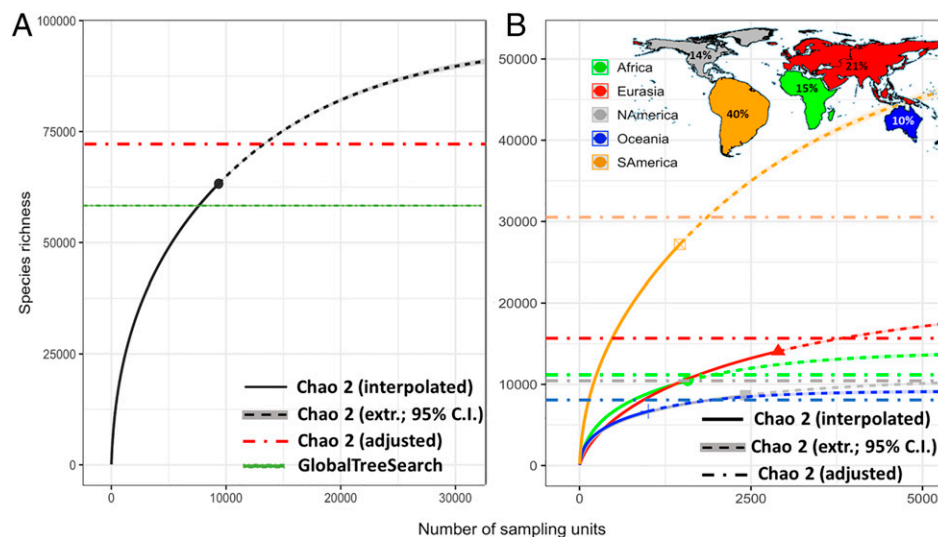 A
100000
75000
50000
25000
0
Species richness
Chao 2 (interpolated)
Chao 2 (extr.; 95% C.I.)
Chao 2 (adjusted)
GlobalTreeSearch
0
10000
20000
30000
B
50000
40000
30000
20000
10000
0
Africa
Eurasia
NAmerica
Oceania
SAmerica
14%
21%
15%
40%
10%
Chao 2 (interpolated)
Chao 2 (extr.; 95% C.I.)
Chao 2 (adjusted)
0
2500
5000
Number of sampling units